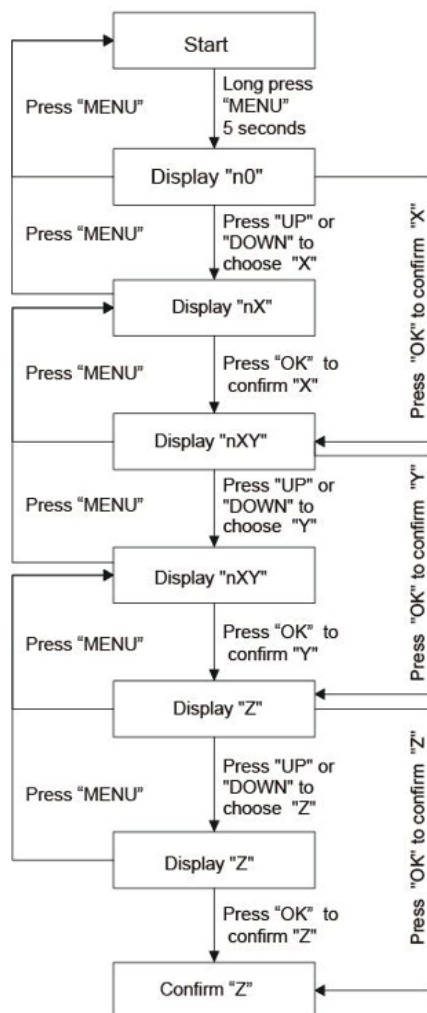 Start
Press “MENU”
Long press
“MENU”
5 seconds
Display "n0"
Press “MENU”
Press "UP" or
"DOWN" to
choose "X"
Press "OK" to confirm "X"
Display "nX"
Press “MENU”
Press “OK” to
confirm "X"
Display "nXY"
Press “MENU”
Press "UP" or
"DOWN" to
choose "Y"
Press "OK" to confirm "Y"
Display "nXY"
Press “MENU”
Press “OK” to
confirm "Y"
Display "Z"
Press “MENU”
Press "UP" or
"DOWN" to
choose "Z"
Press "OK" to confirm "Z"
Display "Z"
Press “OK” to
confirm "Z"
Confirm “Z”